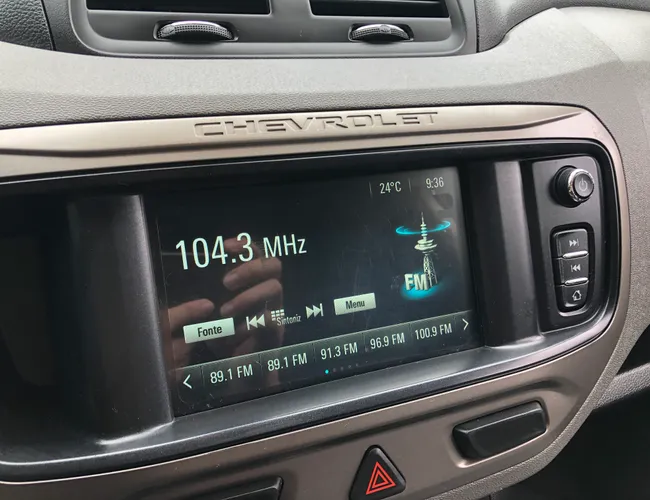 CHEVROLET
24°C 9:36
104.3 MHz
FM
Fonte Sintoniz Menu
89.1 FM 89.1 FM 91.3 FM 96.9 FM 100.9 FM